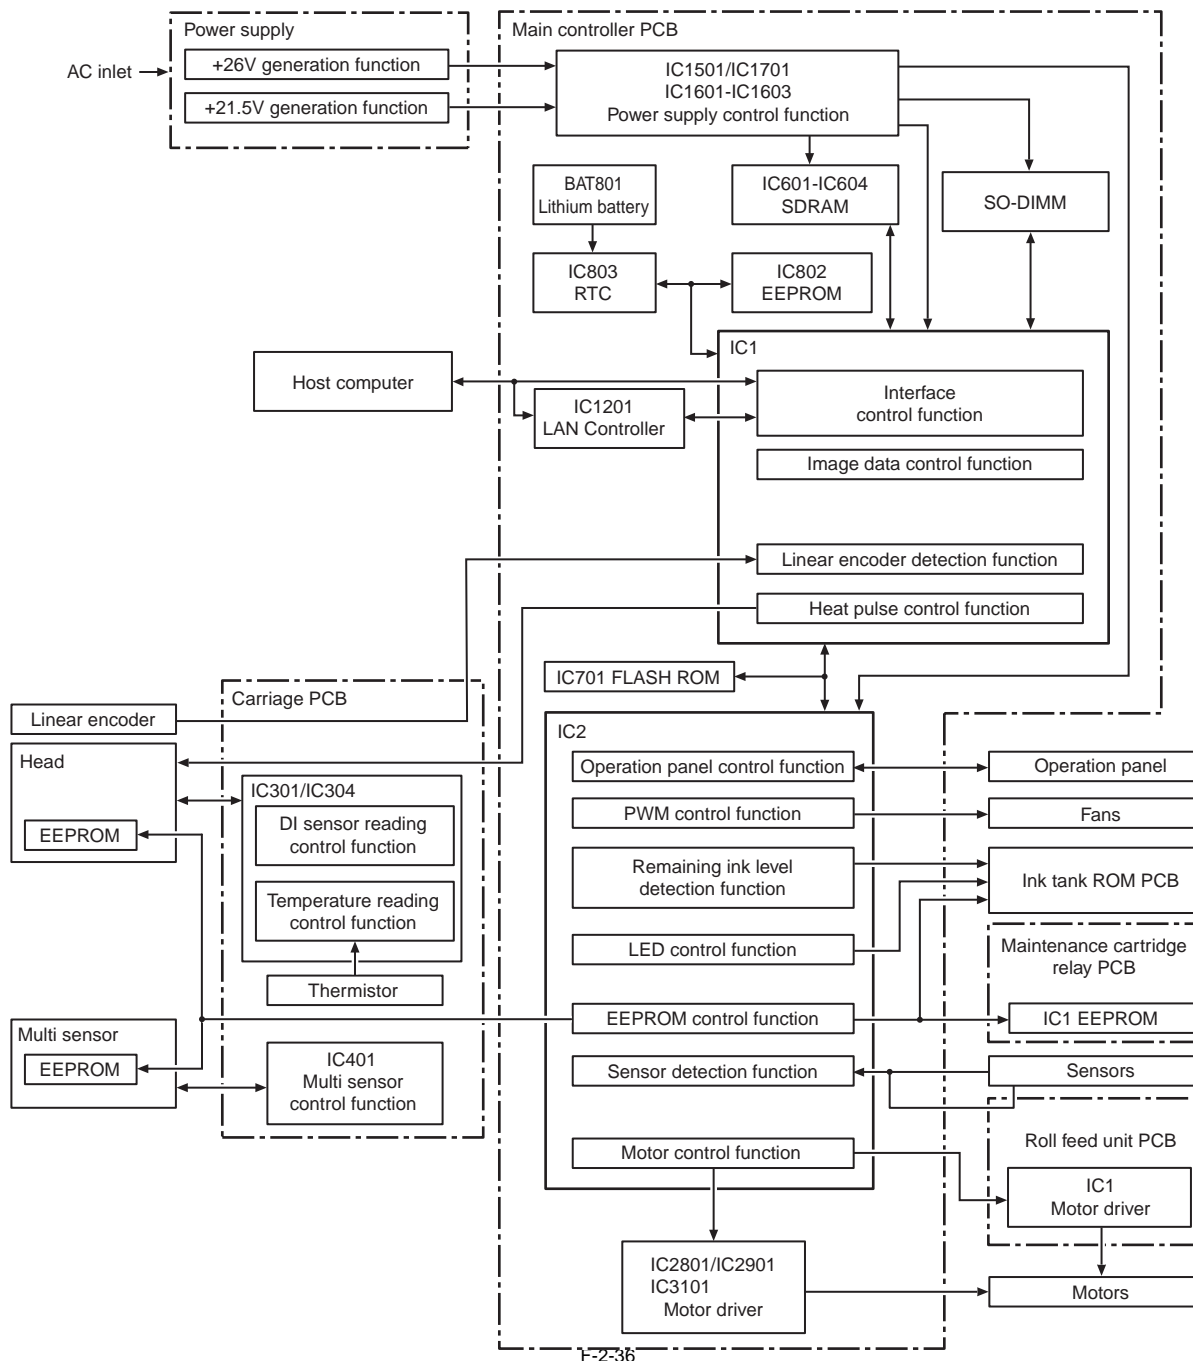 Power supply
AC inlet
+26V generation function
+21.5V generation function
Main controller PCB
IC1501/IC1701
IC1601-IC1603
Power supply control function
BAT801
Lithium battery
IC601-IC604
SDRAM
SO-DIMM
IC803
RTC
IC802
EEPROM
IC1
Host computer
IC1201
LAN Controller
Interface
control function
Image data control function
Linear encoder detection function
Heat pulse control function
IC701 FLASH ROM
Carriage PCB
Linear encoder
Head
EEPROM
IC301/IC304
DI sensor reading
control function
Temperature reading
control function
Thermistor
Multi sensor
EEPROM
IC401
Multi sensor
control function
IC2
Operation panel control function
PWM control function
Remaining ink level
detection function
LED control function
EEPROM control function
Sensor detection function
Motor control function
Operation panel
Fans
Ink tank ROM PCB
Maintenance cartridge
relay PCB
IC1 EEPROM
Sensors
Roll feed unit PCB
IC1
Motor driver
IC2801/IC2901
IC3101
Motor driver
Motors
F-2-36